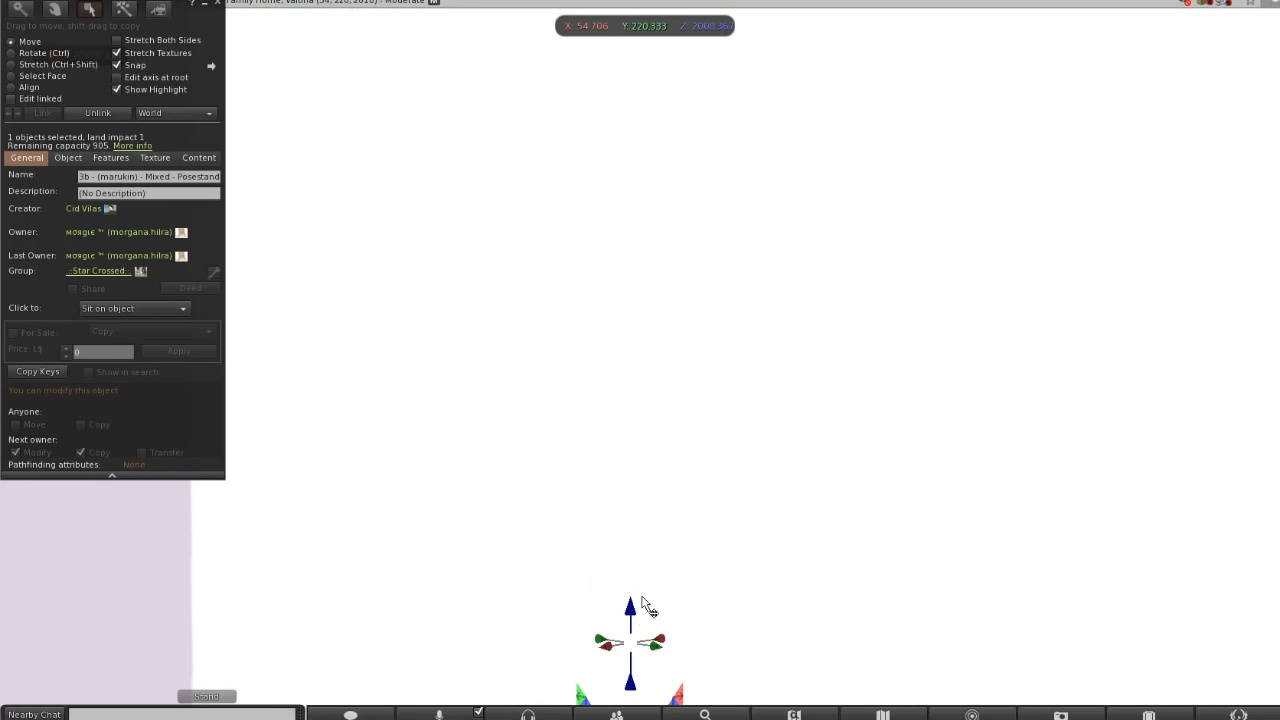 Family Home, Valona (54, 220, 2010) - Moderate
Drag to move, shift-drag to copy
X: 54.706 Y: 220.333 Z: 2008.367
Move
Stretch Both Sides
Rotate (Ctrl)
Stretch Textures
Stretch (Ctrl+Shift)
Snap
Select Face
Edit axis at root
Align
Show Highlight
Edit linked
Link Unlink World
1 objects selected, land impact 1
Remaining capacity 905. More info
General Object Features Texture Content
Name: 3b - (marukin) - Mixed - Posestand
Description: (No Description)
Creator: Cid Vilas
Owner: (morgana.hilra)
Last Owner: (morgana.hilra)
Group: .::Star Crossed::.
Share Deed
Click to: Sit on object
For Sale: Copy
Price: L$ 0 Apply
Copy Keys Show in search
You can modify this object
Anyone:
Move Copy
Next owner:
Modify Copy Transfer
Pathfinding attributes: None
Stand
Nearby Chat